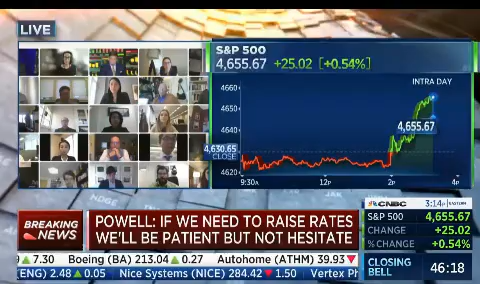 LIVE
S&P 500
4,655.67 +25.02 [+0.54%]
INTRA DAY
4660
4650
4,655.67
4640
4,630.65
CLOSE
4630
4620
9:30A 12P 2P 4P
CNBC 3:14P EASTERN
S&P 500 4,655.67
CHANGE +25.02
% CHANGE +0.54%
BREAKING NEWS
POWELL: IF WE NEED TO RAISE RATES
WE'LL BE PATIENT BUT NOT HESITATE
CLOSING BELL 46:18
9 ▲ 7.30 Boeing (BA) 213.04 ▲ 0.27 Autohome (ATHM) 39.93 ▼
(ENG) 2.48 ▲ 0.05 Nice Systems (NICE) 284.42 ▼ 1.50 Vertex Ph